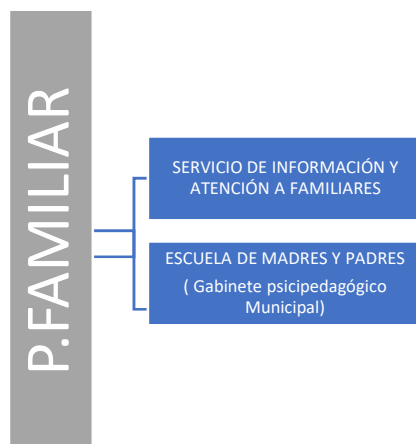 P.FAMILIAR
SERVICIO DE INFORMACIÓN Y
ATENCIÓN A FAMILIARES
ESCUELA DE MADRES Y PADRES
( Gabinete psicipedagógico
Municipal)